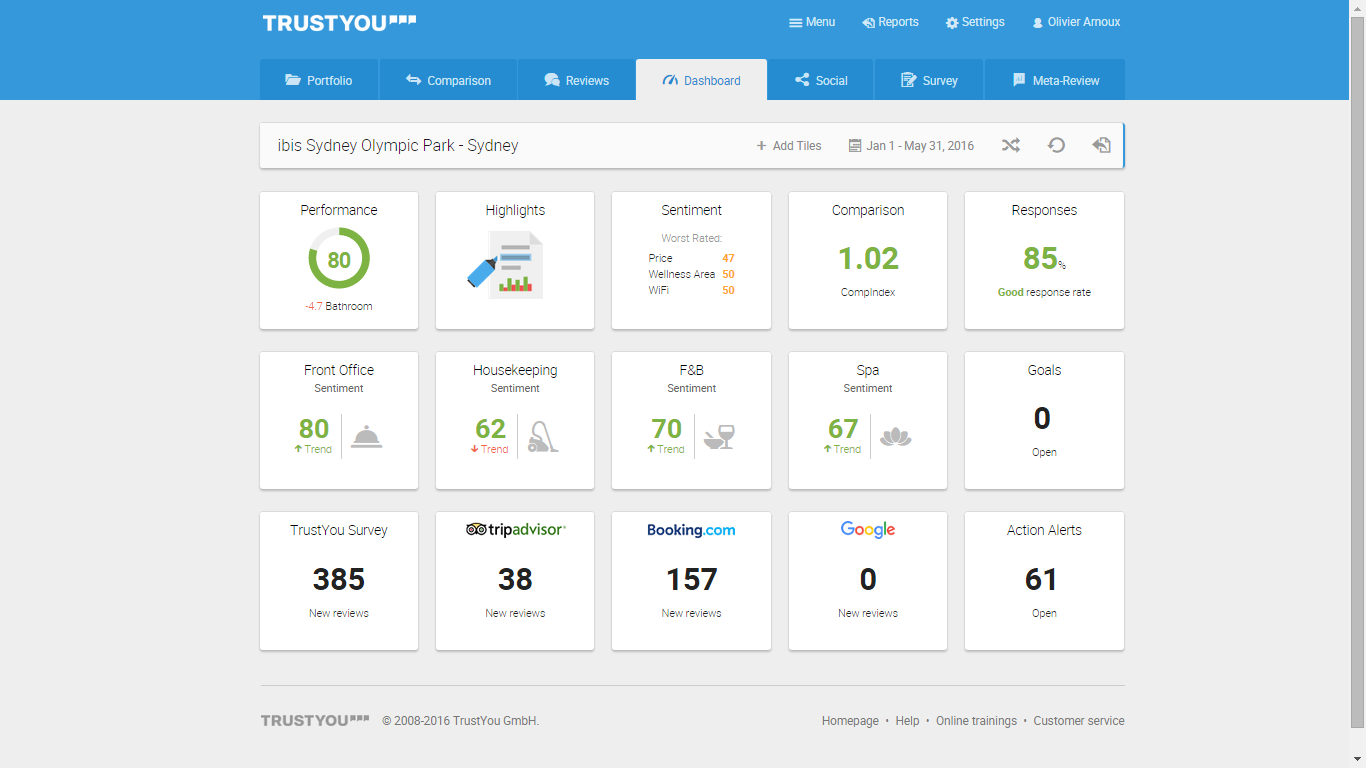 TRUSTYOU
Menu Reports Settings Olivier Arnoux
Portfolio Comparison Reviews Dashboard Social Survey Meta-Review
ibis Sydney Olympic Park - Sydney + Add Tiles Jan 1 - May 31, 2016
Performance
80
-4.7 Bathroom
Highlights
Sentiment
Worst Rated:
Price 47
Wellness Area 50
WiFi 50
Comparison
1.02
CompIndex
Responses
85%
Good response rate
Front Office
Sentiment
80
Trend
Housekeeping
Sentiment
62
Trend
F&B
Sentiment
70
Trend
Spa
Sentiment
67
Trend
Goals
0
Open
TrustYou Survey
385
New reviews
tripadvisor®
38
New reviews
Booking.com
157
New reviews
Google
0
New reviews
Action Alerts
61
Open
TRUSTYOU © 2008-2016 TrustYou GmbH. Homepage • Help • Online trainings • Customer service